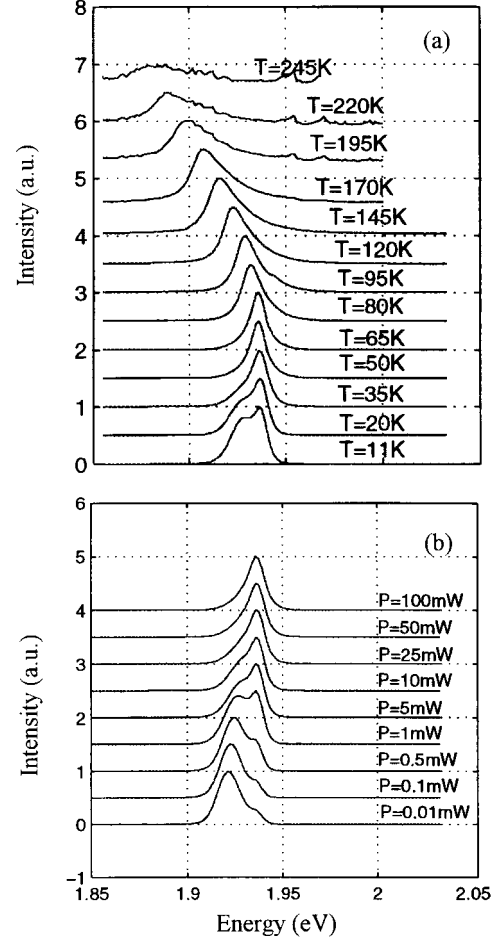 8
(a)
7
T=245K
6
T=220K
T=195K
5
T=170K
T=145K
4
T=120K
T=95K
3
T=80K
T=65K
2
T=50K
T=35K
1
T=20K
T=11K
0
Intensity (a.u.)
6
(b)
5
P=100mW
4
P=50mW
P=25mW
3
P=10mW
P=5mW
2
P=1mW
P=0.5mW
1
P=0.1mW
P=0.01mW
0
-1
Intensity (a.u.)
1.85 1.9 1.95 2 2.05
Energy (eV)